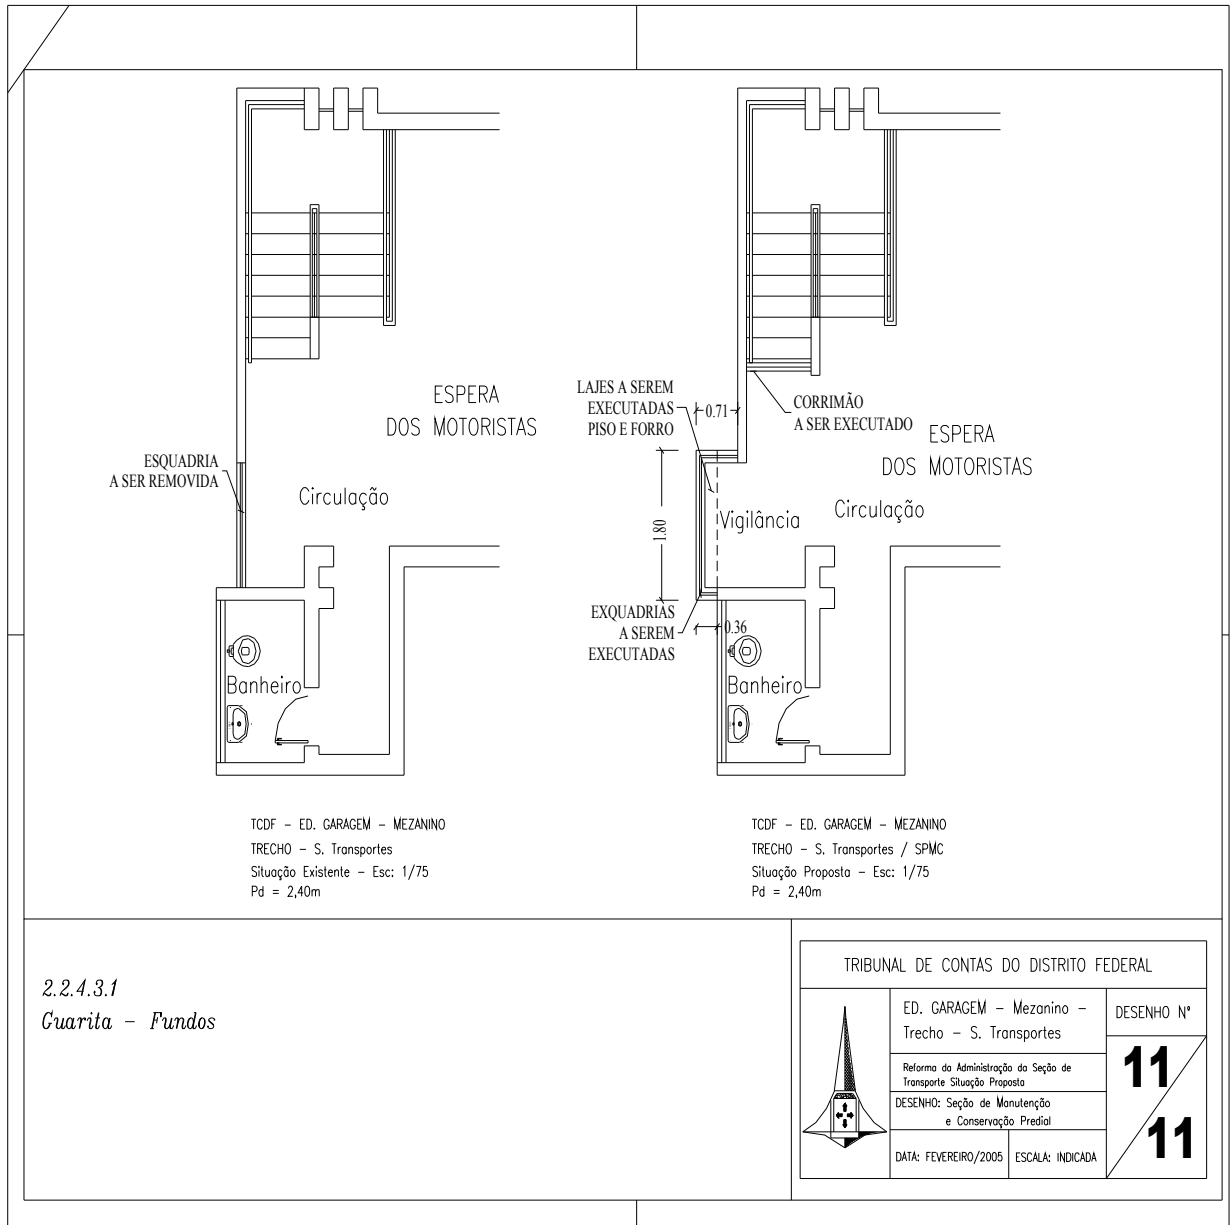 ESPERA
DOS MOTORISTAS
ESQUADRIA
A SER REMOVIDA
Circulação
Banheiro
TCDF - ED. GARAGEM - MEZANINO
TRECHO - S. Transportes
Situação Existente - Esc: 1/75
Pd = 2,40m
LAJES A SEREM
EXECUTADAS
PISO E FORRO
0.71
CORRIMÃO
A SER EXECUTADO
ESPERA
DOS MOTORISTAS
1.80
Vigilância
Circulação
EXQUADRIAS
A SEREM
EXECUTADAS
0.36
Banheiro
TCDF - ED. GARAGEM - MEZANINO
TRECHO - S. Transportes / SPMC
Situação Proposta - Esc: 1/75
Pd = 2,40m
2.2.4.3.1
Guarita - Fundos
TRIBUNAL DE CONTAS DO DISTRITO FEDERAL
ED. GARAGEM - Mezanino -
Trecho - S. Transportes
Reforma da Administração da Seção de
Transporte Situação Proposta
DESENHO: Seção de Manutenção
e Conservação Predial
DATA: FEVEREIRO/2005
ESCALA: INDICADA
DESENHO Nº
11
11